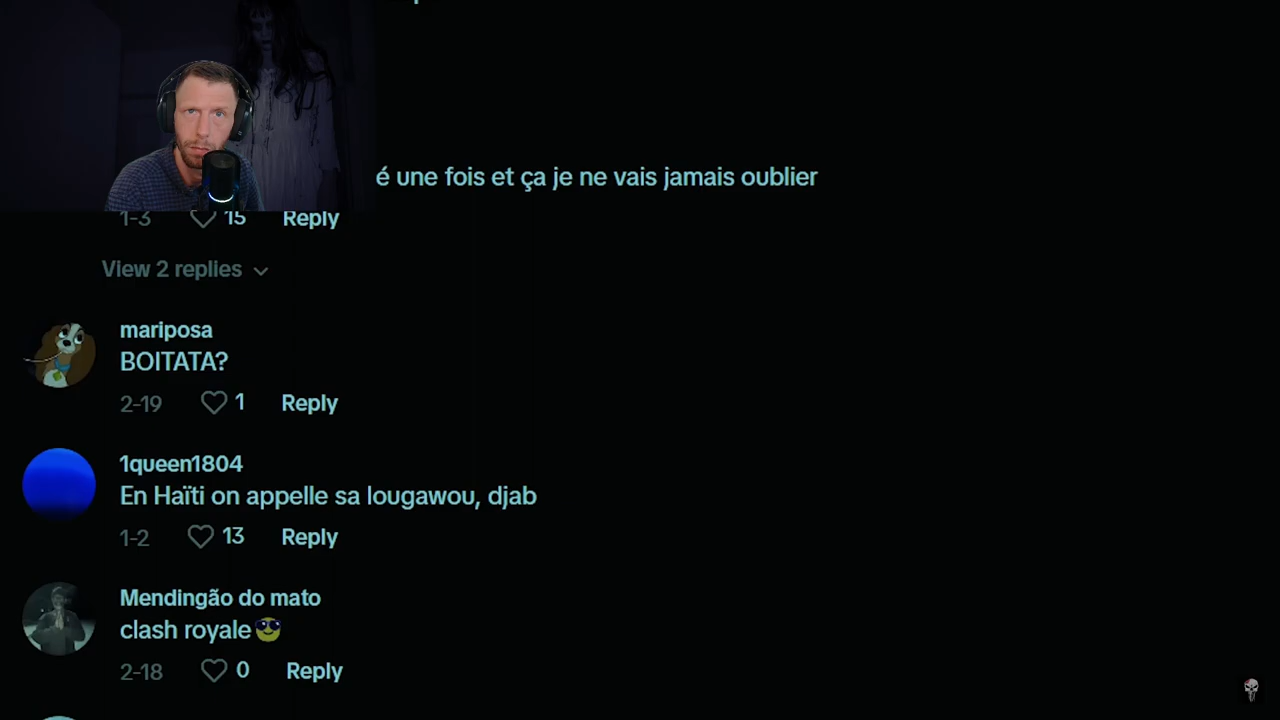 é une fois et ça je ne vais jamais oublier
1-3 15 Reply
View 2 replies
mariposa
BOITATA?
2-19 1 Reply
1queen1804
En Haïti on appelle sa lougawou, djab
1-2 13 Reply
Mendingão do mato
clash royale
2-18 0 Reply